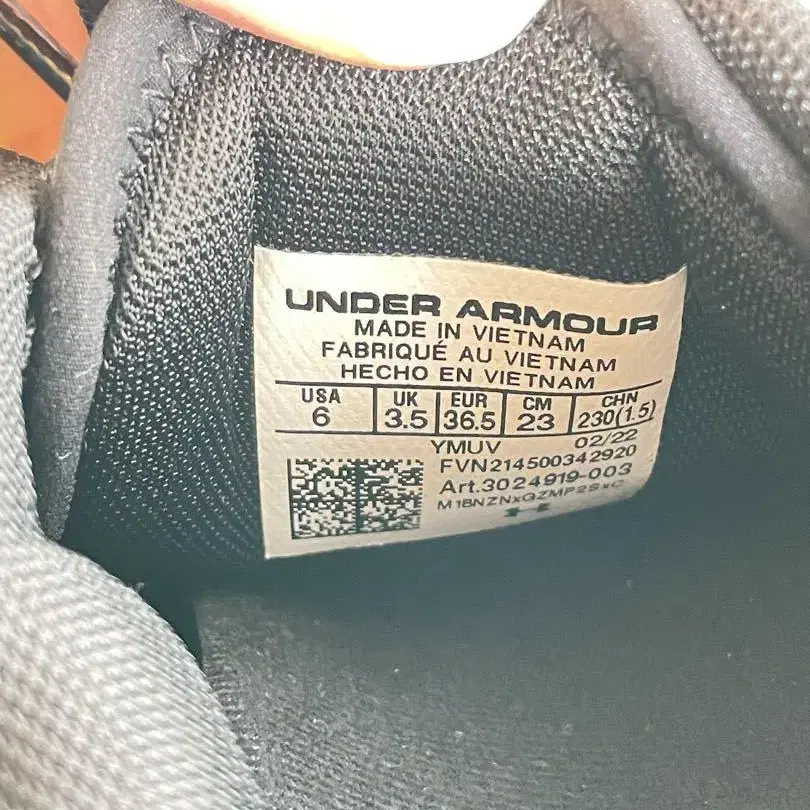 UNDER ARMOUR
MADE IN VIETNAM
FABRIQUÉ AU VIETNAM
HECHO EN VIETNAM
USA UK EUR CM CHN
6 3.5 36.5 23 230(1.5)
YMUV 02/22
FVN214500342920
Art.3024919-003